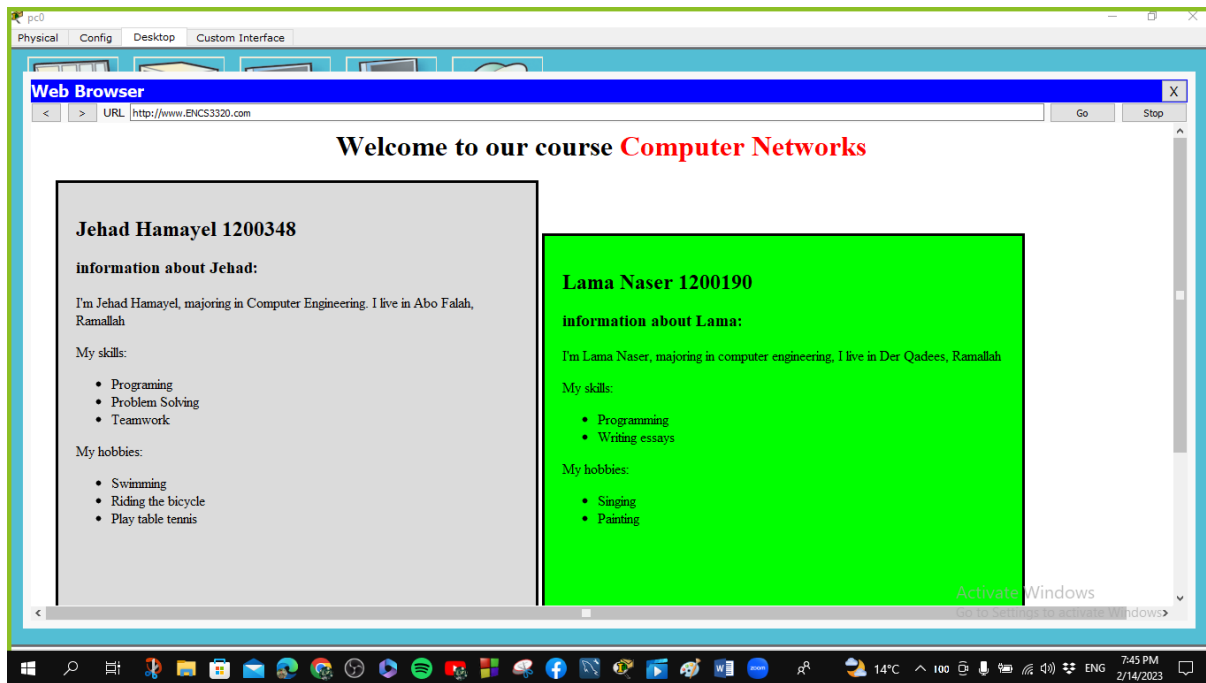 pc0
Physical Config Desktop Custom Interface
Web Browser
X
< > URL http://www.ENCS3320.com Go Stop
Welcome to our course Computer Networks
Jehad Hamayel 1200348
information about Jehad:
I'm Jehad Hamayel, majoring in Computer Engineering. I live in Abo Falah,
Ramallah
My skills:
Programing
Problem Solving
Teamwork
My hobbies:
Swimming
Riding the bicycle
Play table tennis
Lama Naser 1200190
information about Lama:
I'm Lama Naser, majoring in computer engineering, I live in Der Qadees, Ramallah
My skills:
Programming
Writing essays
My hobbies:
Singing
Painting
Activate Windows
Go to Settings to activate Windows
zoom
14°C
100
ENG
7:45 PM
2/14/2023